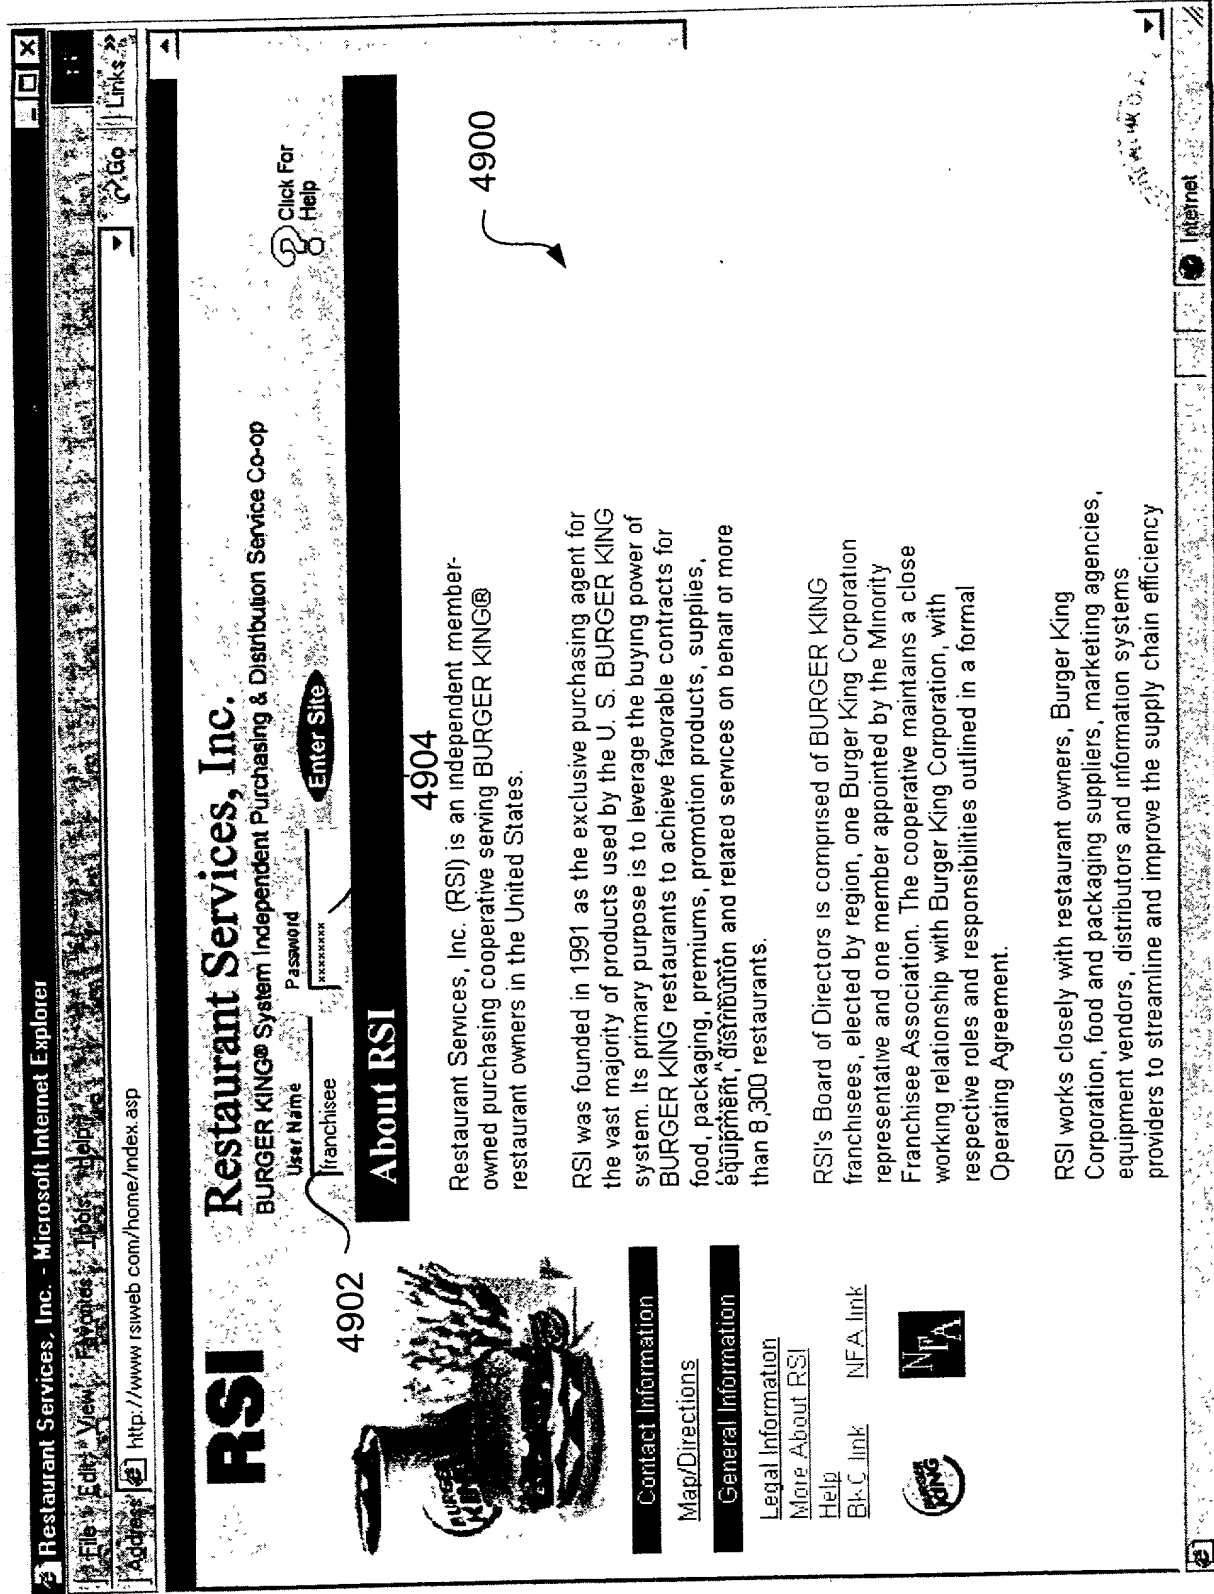 Restaurant Services, Inc. - Microsoft Internet Explorer
File Edit View Favorites Tools Help
Address http://www.rsiweb.com/home/index.asp Go Links »
RSI
Restaurant Services, Inc.
BURGER KING® System Independent Purchasing & Distribution Service Co-op
User Name Password
franchisee xxxxxxxx Enter Site
Click For
Help
4902
4904
4900
About RSI
BURGER
KING
Contact Information
Map/Directions
General Information
Legal Information
More About RSI
Help
BKC link NFA link
BURGER
KING
NFA
Restaurant Services, Inc. (RSI) is an independent member-
owned purchasing cooperative serving BURGER KING®
restaurant owners in the United States.
RSI was founded in 1991 as the exclusive purchasing agent for
the vast majority of products used by the U. S. BURGER KING
system. Its primary purpose is to leverage the buying power of
BURGER KING restaurants to achieve favorable contracts for
food, packaging, premiums, promotion products, supplies,
equipment, distribution and related services on behalf of more
than 8,300 restaurants.
RSI's Board of Directors is comprised of BURGER KING
franchisees, elected by region, one Burger King Corporation
representative and one member appointed by the Minority
Franchisee Association. The cooperative maintains a close
working relationship with Burger King Corporation, with
respective roles and responsibilities outlined in a formal
Operating Agreement.
RSI works closely with restaurant owners, Burger King
Corporation, food and packaging suppliers, marketing agencies,
equipment vendors, distributors and information systems
providers to streamline and improve the supply chain efficiency
Internet